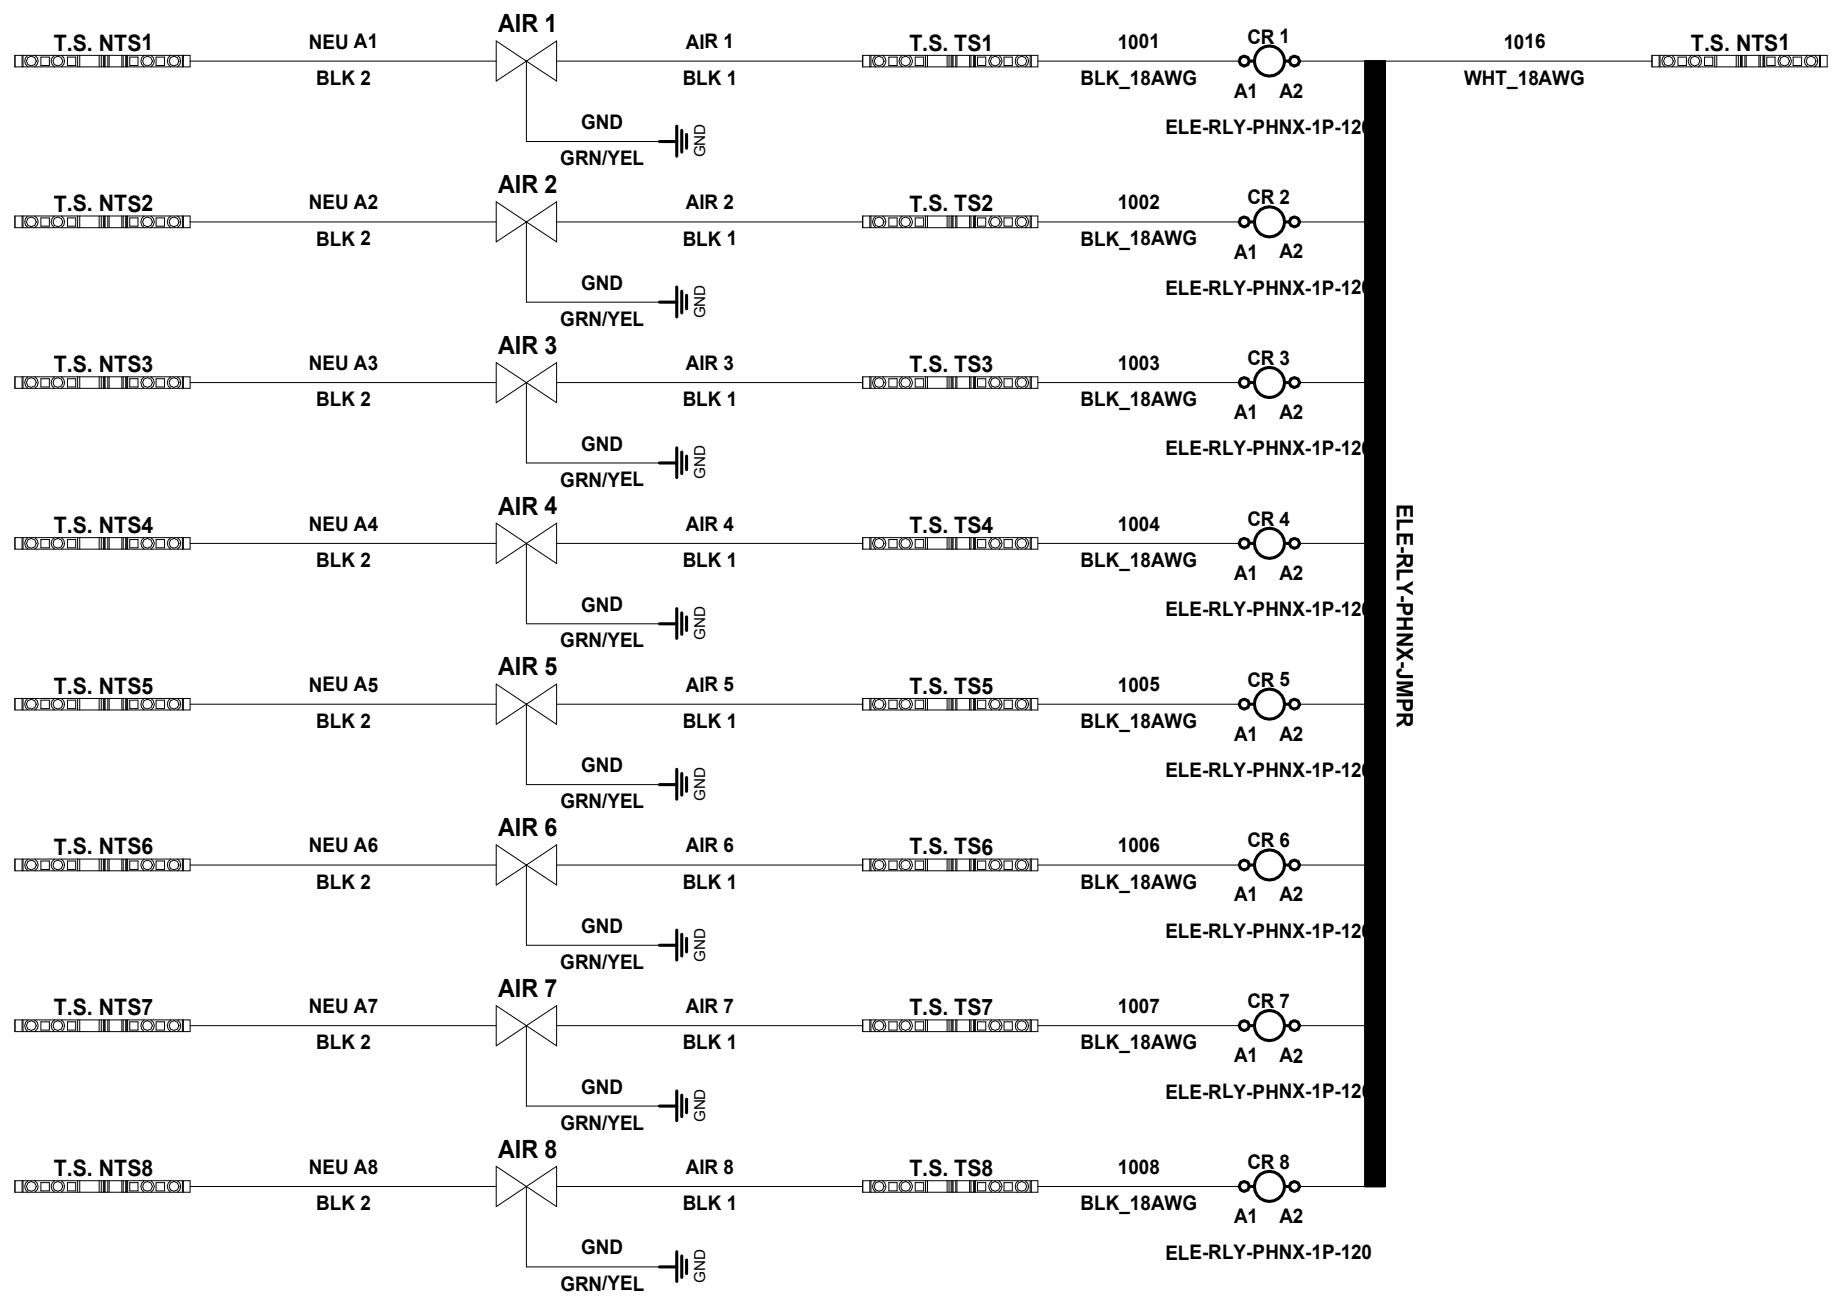 AIR 1
T.S. NTS1 NEU A1 AIR 1 T.S. TS1 1001 CR 1 1016 T.S. NTS1
BLK 2 BLK 1 BLK_18AWG A1 A2 WHT_18AWG
GND GND ELE-RLY-PHNX-1P-120
GRN/YEL
AIR 2
T.S. NTS2 NEU A2 AIR 2 T.S. TS2 1002 CR 2
BLK 2 BLK 1 BLK_18AWG A1 A2
GND GND ELE-RLY-PHNX-1P-120
GRN/YEL
AIR 3
T.S. NTS3 NEU A3 AIR 3 T.S. TS3 1003 CR 3
BLK 2 BLK 1 BLK_18AWG A1 A2
GND GND ELE-RLY-PHNX-1P-120
GRN/YEL
AIR 4
T.S. NTS4 NEU A4 AIR 4 T.S. TS4 1004 CR 4
BLK 2 BLK 1 BLK_18AWG A1 A2
GND GND ELE-RLY-PHNX-1P-120
GRN/YEL
ELE-RLY-PHNX-JMPR
AIR 5
T.S. NTS5 NEU A5 AIR 5 T.S. TS5 1005 CR 5
BLK 2 BLK 1 BLK_18AWG A1 A2
GND GND ELE-RLY-PHNX-1P-120
GRN/YEL
AIR 6
T.S. NTS6 NEU A6 AIR 6 T.S. TS6 1006 CR 6
BLK 2 BLK 1 BLK_18AWG A1 A2
GND GND ELE-RLY-PHNX-1P-120
GRN/YEL
AIR 7
T.S. NTS7 NEU A7 AIR 7 T.S. TS7 1007 CR 7
BLK 2 BLK 1 BLK_18AWG A1 A2
GND GND ELE-RLY-PHNX-1P-120
GRN/YEL
AIR 8
T.S. NTS8 NEU A8 AIR 8 T.S. TS8 1008 CR 8
BLK 2 BLK 1 BLK_18AWG A1 A2
GND GND ELE-RLY-PHNX-1P-120
GRN/YEL